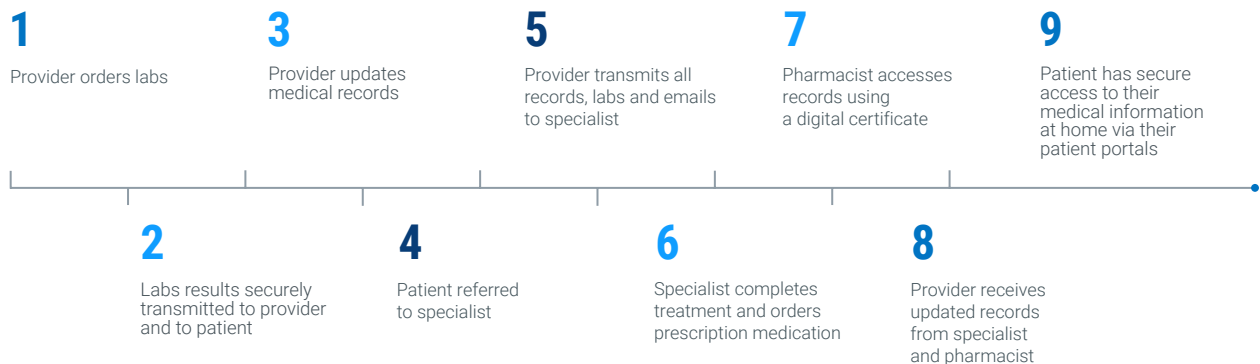 1
Provider orders labs
2
Labs results securely
transmitted to provider
and to patient
3
Provider updates
medical records
4
Patient referred
to specialist
5
Provider transmits all
records, labs and emails
to specialist
6
Specialist completes
treatment and orders
prescription medication
7
Pharmacist accesses
records using
a digital certificate
8
Provider receives
updated records
from specialist
and pharmacist
9
Patient has secure
access to their
medical information
at home via their
patient portals